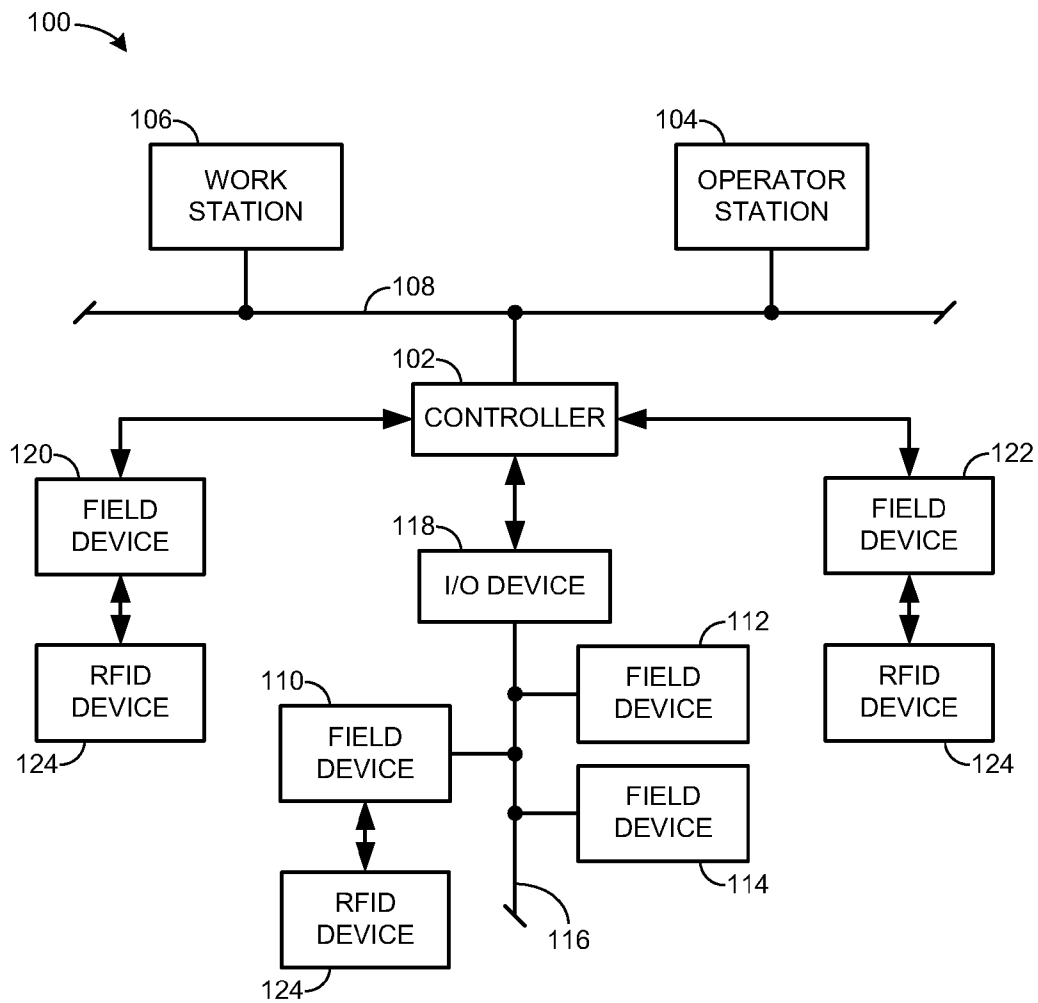 100
106
WORK
STATION
104
OPERATOR
STATION
108
102
CONTROLLER
120
FIELD
DEVICE
122
FIELD
DEVICE
118
I/O DEVICE
RFID
DEVICE
124
112
FIELD
DEVICE
RFID
DEVICE
124
110
FIELD
DEVICE
FIELD
DEVICE
114
RFID
DEVICE
124
116